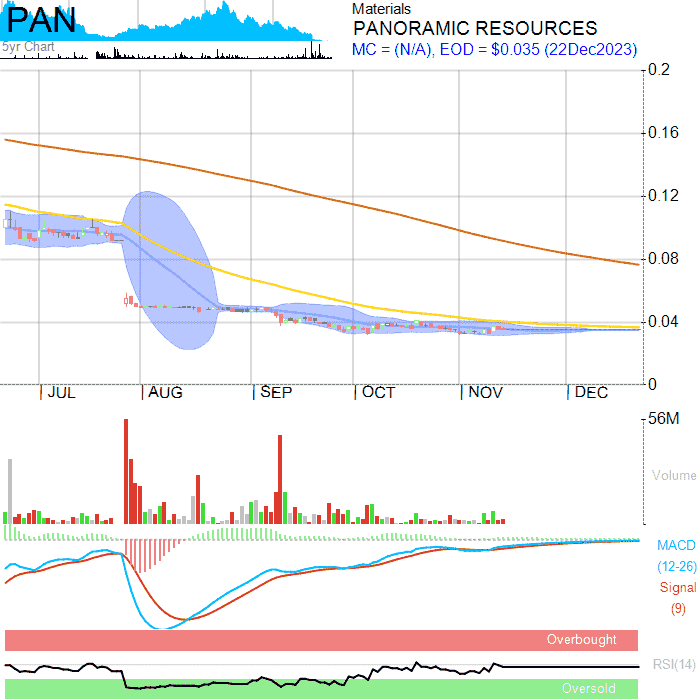 PAN
5yr Chart
Materials
PANORAMIC RESOURCES
MC = (N/A), EOD = $0.035 (22Dec2023)
0.2
0.16
0.12
0.08
0.04
0
JUL AUG SEP OCT NOV DEC
56M
Volume
MACD
(12-26)
Signal
(9)
Overbought
RSI(14)
Oversold